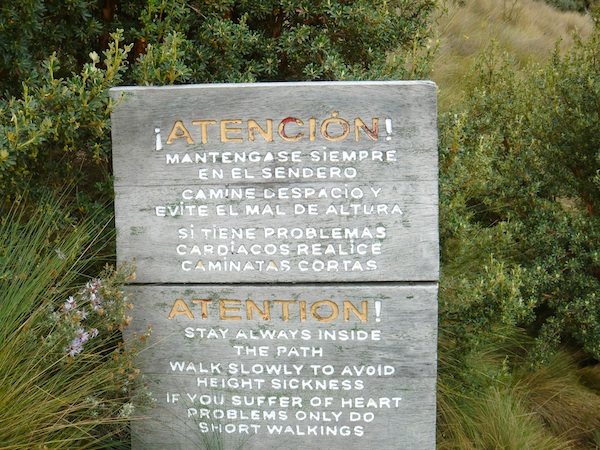 ¡ATENCIÓN!
MANTENGASE SIEMPRE
EN EL SENDERO
CAMINE DESPACIO Y
EVITE EL MAL DE ALTURA
SI TIENE PROBLEMAS
CARDÍACOS REALICE
CAMINATAS CORTAS
ATENTION!
STAY ALWAYS INSIDE
THE PATH
WALK SLOWLY TO AVOID
HEIGHT SICKNESS
IF YOU SUFFER OF HEART
PROBLEMS ONLY DO
SHORT WALKINGS